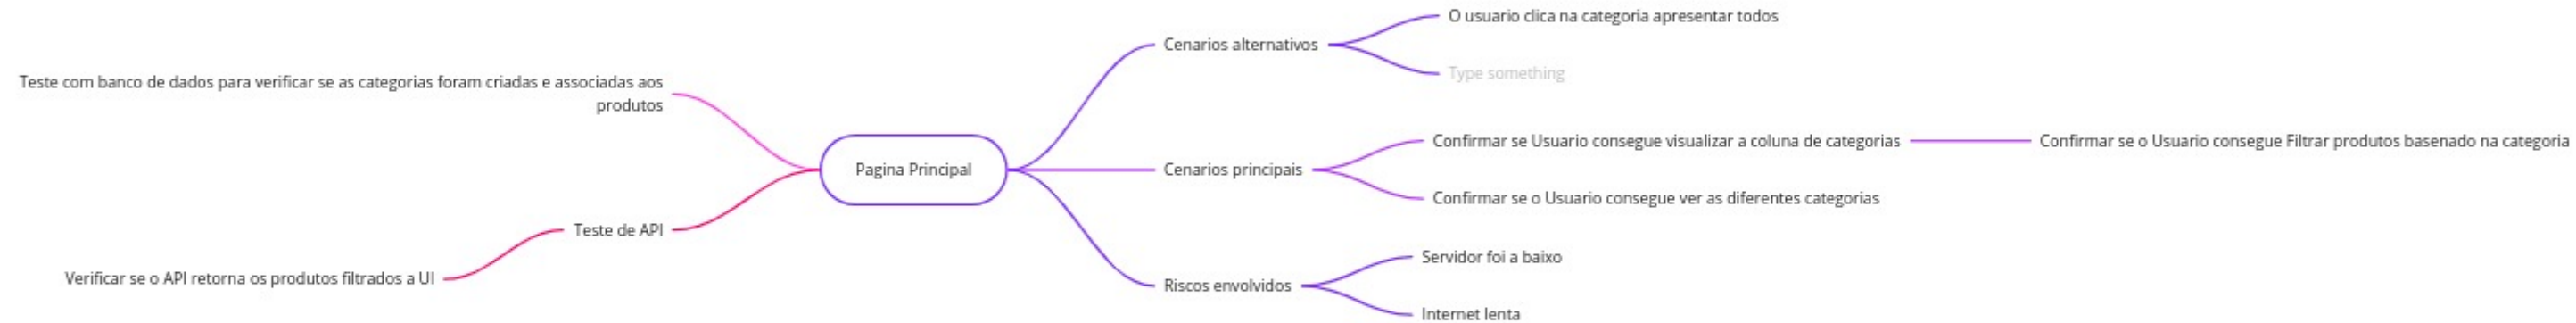 Teste com banco de dados para verificar se as categorias foram criadas e associadas aos
produtos
Teste de API
Verificar se o API retorna os produtos filtrados a UI
Pagina Principal
Cenarios alternativos
O usuario clica na categoria apresentar todos
Type something
Cenarios principais
Confirmar se Usuario consegue visualizar a coluna de categorias
Confirmar se o Usuario consegue Filtrar produtos basenado na categoria
Confirmar se o Usuario consegue ver as diferentes categorias
Riscos envolvidos
Servidor foi a baixo
Internet lenta